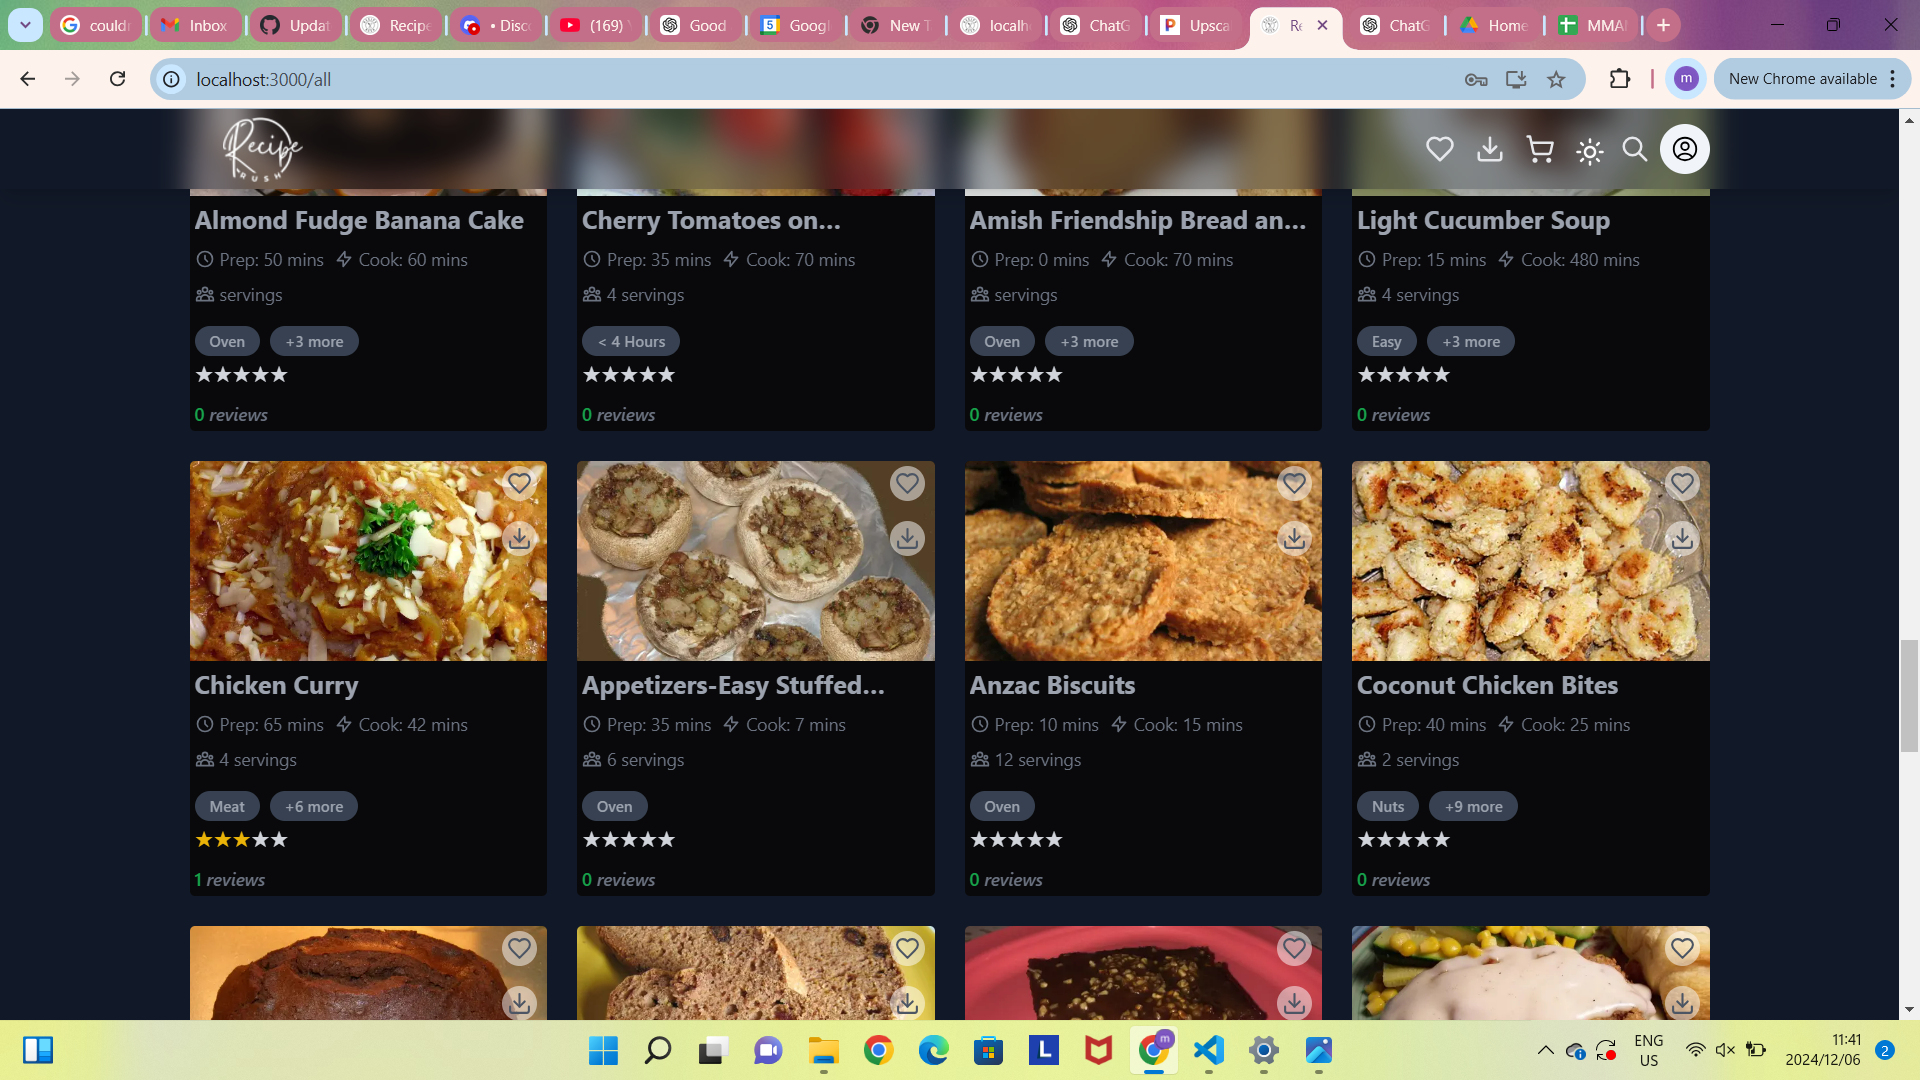 couldr
Inbox
Updat
Recipe
• Disco
(169) Y
Good
Googl
New T
localho
ChatG
Upsca
Re
ChatG
Home
MMAI
localhost:3000/all
m
New Chrome available
Recipe
RUSH
Almond Fudge Banana Cake
Prep: 50 mins Cook: 60 mins
servings
Oven +3 more
0 reviews
Cherry Tomatoes on...
Prep: 35 mins Cook: 70 mins
4 servings
< 4 Hours
0 reviews
Amish Friendship Bread an...
Prep: 0 mins Cook: 70 mins
servings
Oven +3 more
0 reviews
Light Cucumber Soup
Prep: 15 mins Cook: 480 mins
4 servings
Easy +3 more
0 reviews
Chicken Curry
Prep: 65 mins Cook: 42 mins
4 servings
Meat +6 more
1 reviews
Appetizers-Easy Stuffed...
Prep: 35 mins Cook: 7 mins
6 servings
Oven
0 reviews
Anzac Biscuits
Prep: 10 mins Cook: 15 mins
12 servings
Oven
0 reviews
Coconut Chicken Bites
Prep: 40 mins Cook: 25 mins
2 servings
Nuts +9 more
0 reviews
ENG
US
11:41
2024/12/06
2